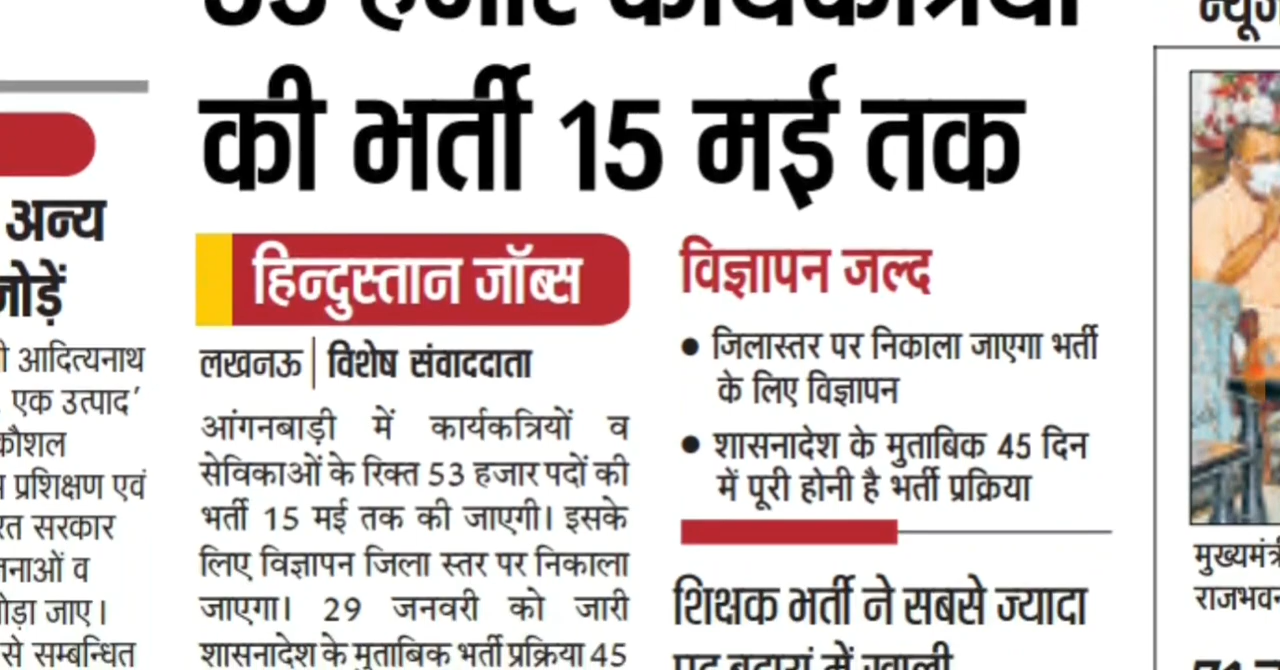 की भर्ती 15 मई तक
हिन्दुस्तान जॉब्स
लखनऊ | विशेष संवाददाता
आंगनबाड़ी में कार्यकत्रियों व
सेविकाओं के रिक्त 53 हजार पदों की
भर्ती 15 मई तक की जाएगी। इसके
लिए विज्ञापन जिला स्तर पर निकाला
जाएगा। 29 जनवरी को जारी
शासनादेश के मुताबिक भर्ती प्रक्रिया 45
विज्ञापन जल्द
● जिलास्तर पर निकाला जाएगा भर्ती
के लिए विज्ञापन
● शासनादेश के मुताबिक 45 दिन
में पूरी होनी है भर्ती प्रक्रिया
शिक्षक भर्ती ने सबसे ज्यादा
अन्य
आदित्यनाथ
एक उत्पाद’
कौशल
प्रशिक्षण एवं
सरकार
व
जाए।
से सम्बन्धित